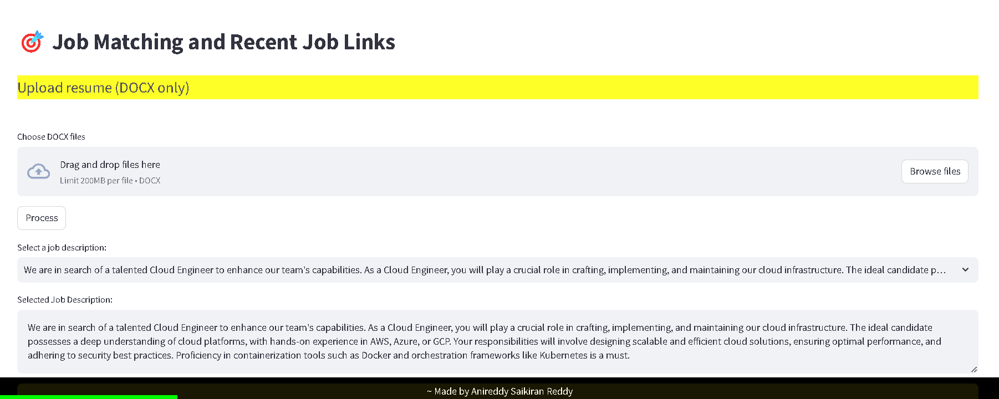 Job Matching and Recent Job Links
Upload resume (DOCX only)
Choose DOCX files
Drag and drop files here
Limit 200MB per file • DOCX
Browse files
Process
Select a job description:
We are in search of a talented Cloud Engineer to enhance our team's capabilities. As a Cloud Engineer, you will play a crucial role in crafting, implementing, and maintaining our cloud infrastructure. The ideal candidate p…
Selected Job Description:
We are in search of a talented Cloud Engineer to enhance our team's capabilities. As a Cloud Engineer, you will play a crucial role in crafting, implementing, and maintaining our cloud infrastructure. The ideal candidate
possesses a deep understanding of cloud platforms, with hands-on experience in AWS, Azure, or GCP. Your responsibilities will involve designing scalable and efficient cloud solutions, ensuring optimal performance, and
adhering to security best practices. Proficiency in containerization tools such as Docker and orchestration frameworks like Kubernetes is a must.
~ Made by Anireddy Saikiran Reddy